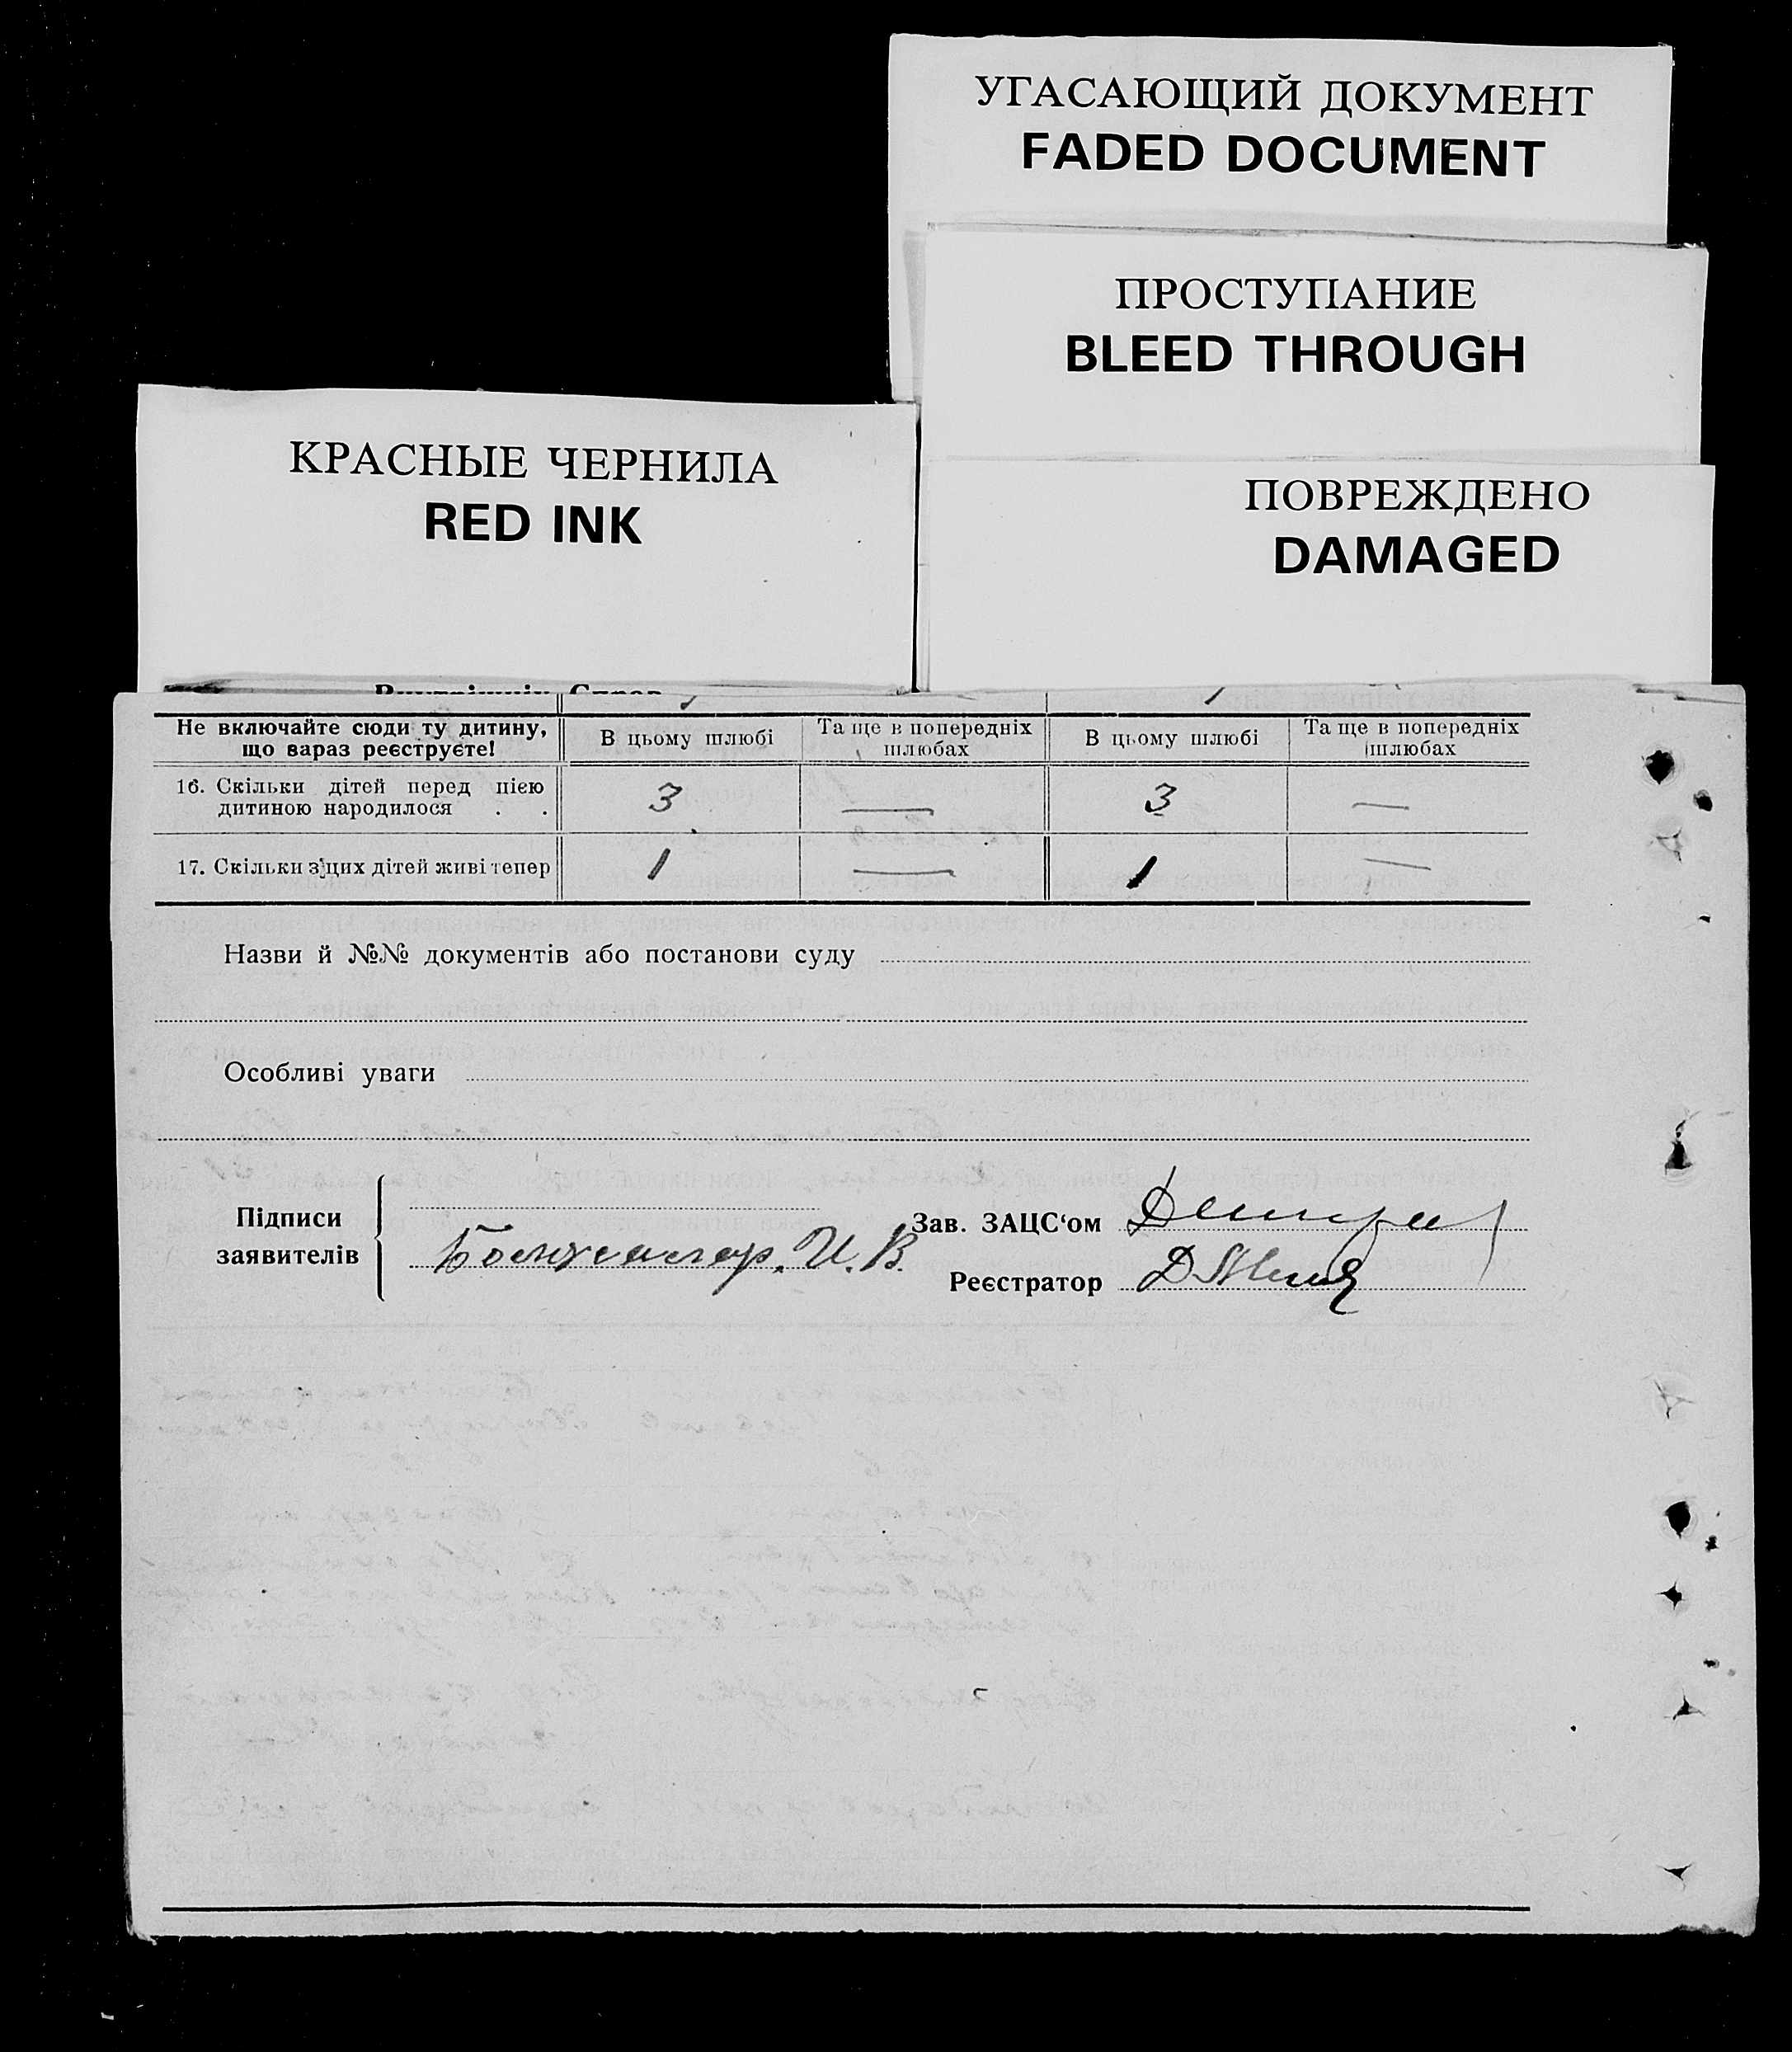 УГАСАЮЩИЙ ДОКУМЕНТ
FADED DOCUMENT
ПРОСТУПАНИЕ
BLEED THROUGH
КРАСНЫЕ ЧЕРНИЛА
RED INK
ПОВРЕЖДЕНО
DAMAGED
Не включайте сюди ту дитину, що зараз реєструєте!
В цьому шлюбі
Та ще в попередніх шлюбах
В цьому шлюбі
Та ще в попередніх шлюбах
16. Скільки дітей перед цією дитиною народилося . .
3 — 3 —
17. Скільки з цих дітей живі тепер
1 — 1 —
Назви й №№ документів або постанови суду
Особливі уваги
Підписи заявителів
И. В.
Зав. ЗАЦС‘ом
Реєстратор